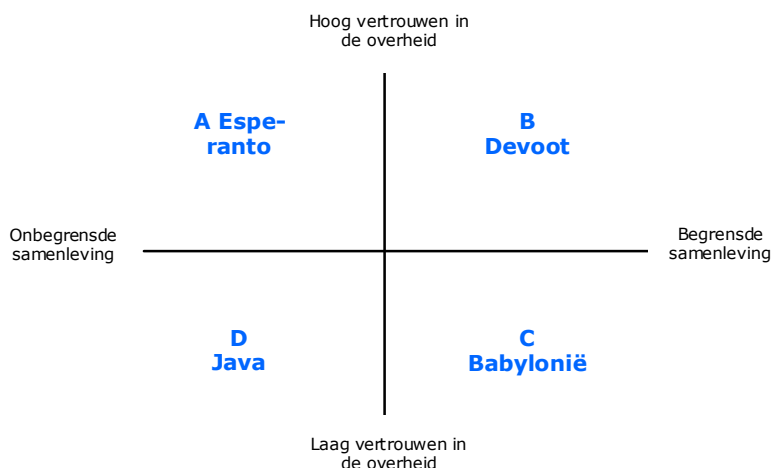 Hoog vertrouwen in
de overheid
A Espe-
ranto
B
Devoot
Onbegrensde
samenleving
Begrensde
samenleving
D
Java
C
Babylonië
Laag vertrouwen in
de overheid